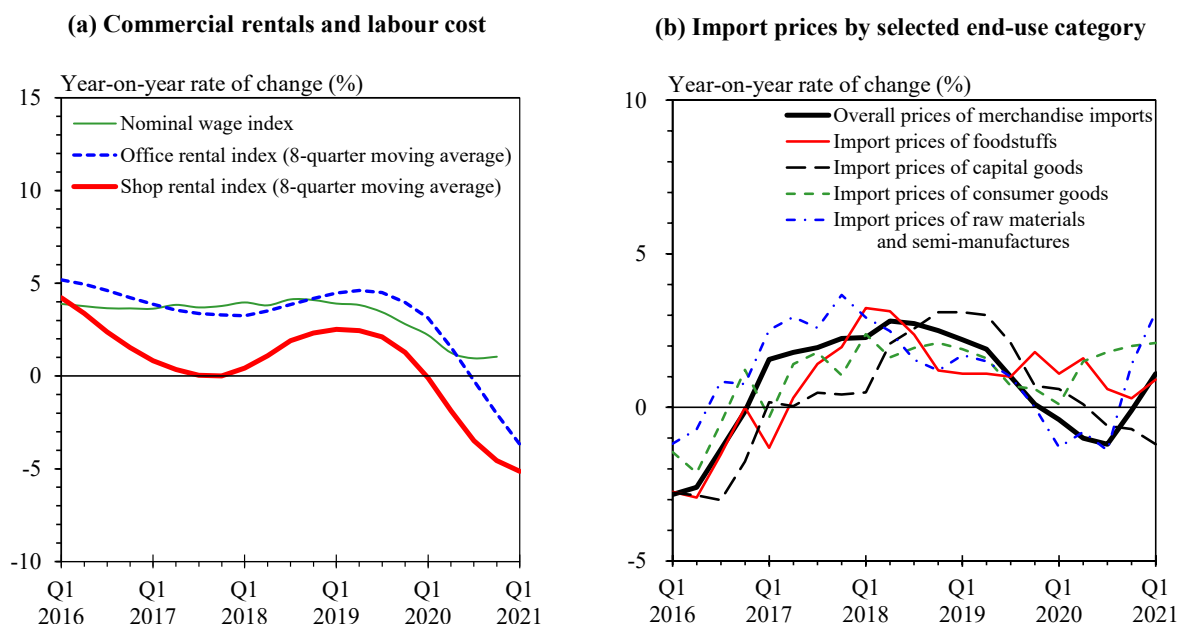 (a) Commercial rentals and labour cost
Year-on-year rate of change (%)
15
10
5
0
-5
-10
Nominal wage index
Office rental index (8-quarter moving average)
Shop rental index (8-quarter moving average)
Q1 Q1 Q1 Q1 Q1 Q1
2016 2017 2018 2019 2020 2021
(b) Import prices by selected end-use category
Year-on-year rate of change (%)
10
5
0
-5
Overall prices of merchandise imports
Import prices of foodstuffs
Import prices of capital goods
Import prices of consumer goods
Import prices of raw materials
and semi-manufactures
Q1 Q1 Q1 Q1 Q1 Q1
2016 2017 2018 2019 2020 2021